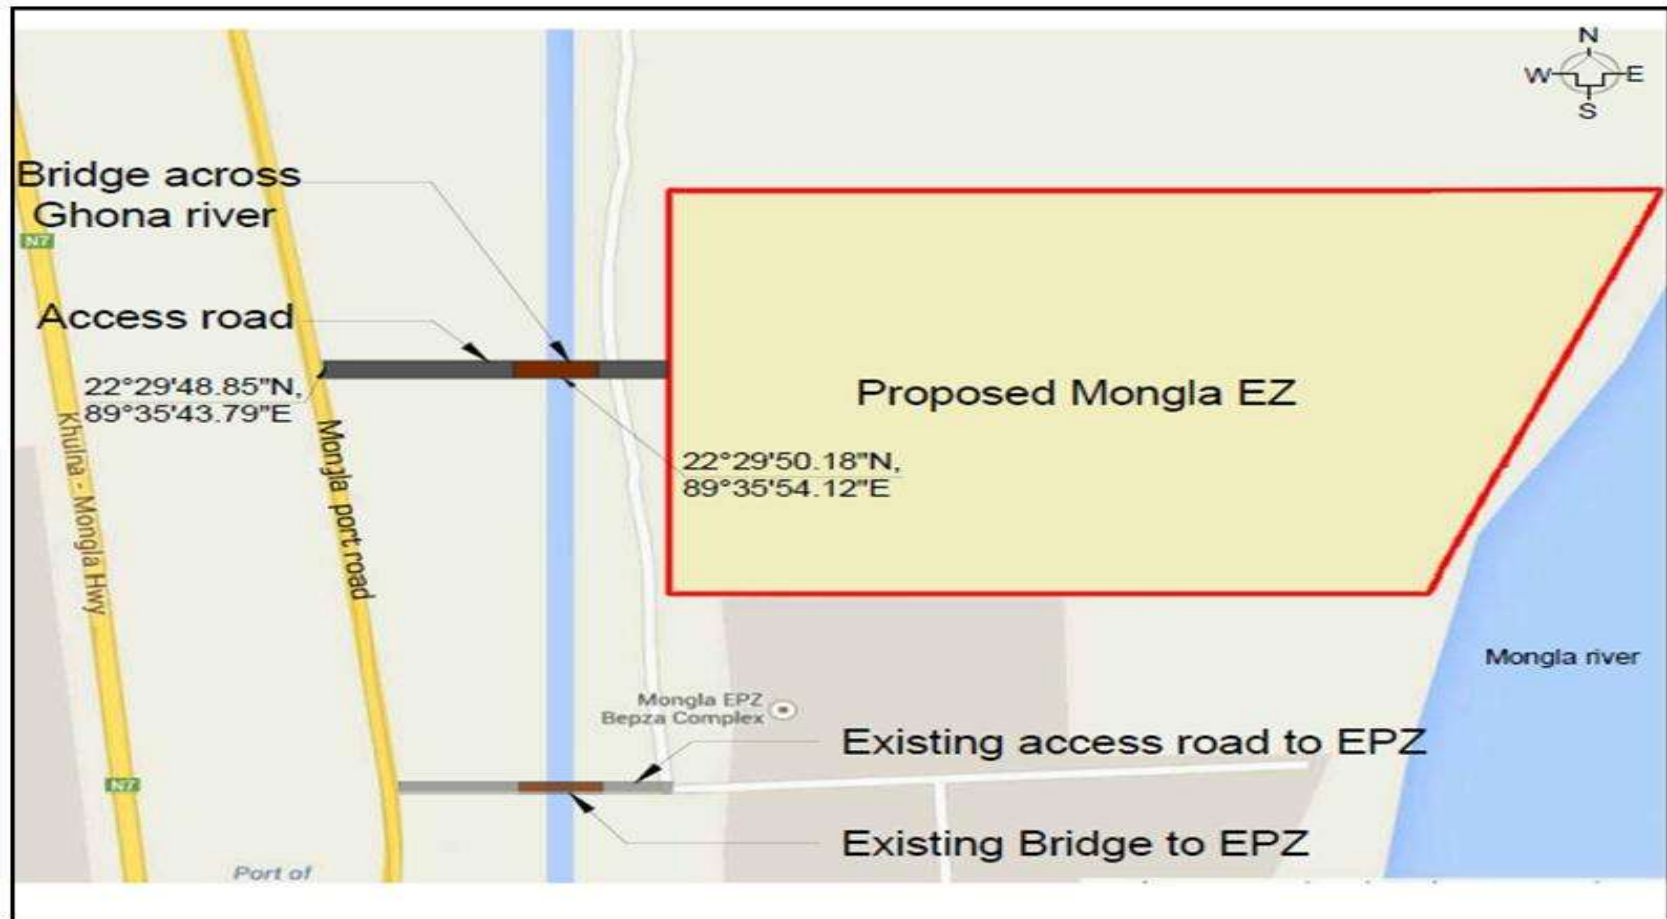 N
W E
S
Bridge across
Ghona river
N7
Access road
22°29'48.85"N,
89°35'43.79"E
Khulna - Mongla Hwy
Mongla port road
Proposed Mongla EZ
22°29'50.18"N,
89°35'54.12"E
Mongla river
Mongla EPZ
Bepza Complex
Existing access road to EPZ
N7
Existing Bridge to EPZ
Port of